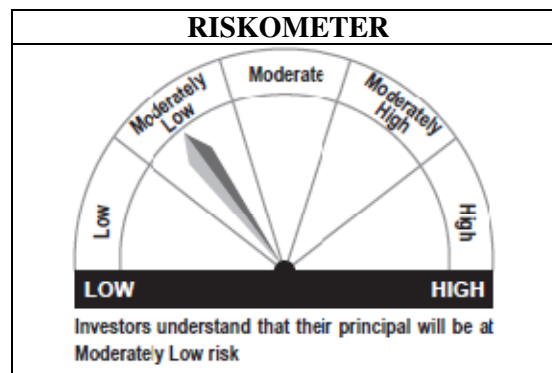 RISKOMETER
Moderate
Moderately
Low
Moderately
High
Low
High
LOW
HIGH
Investors understand that their principal will be at
Moderately Low risk